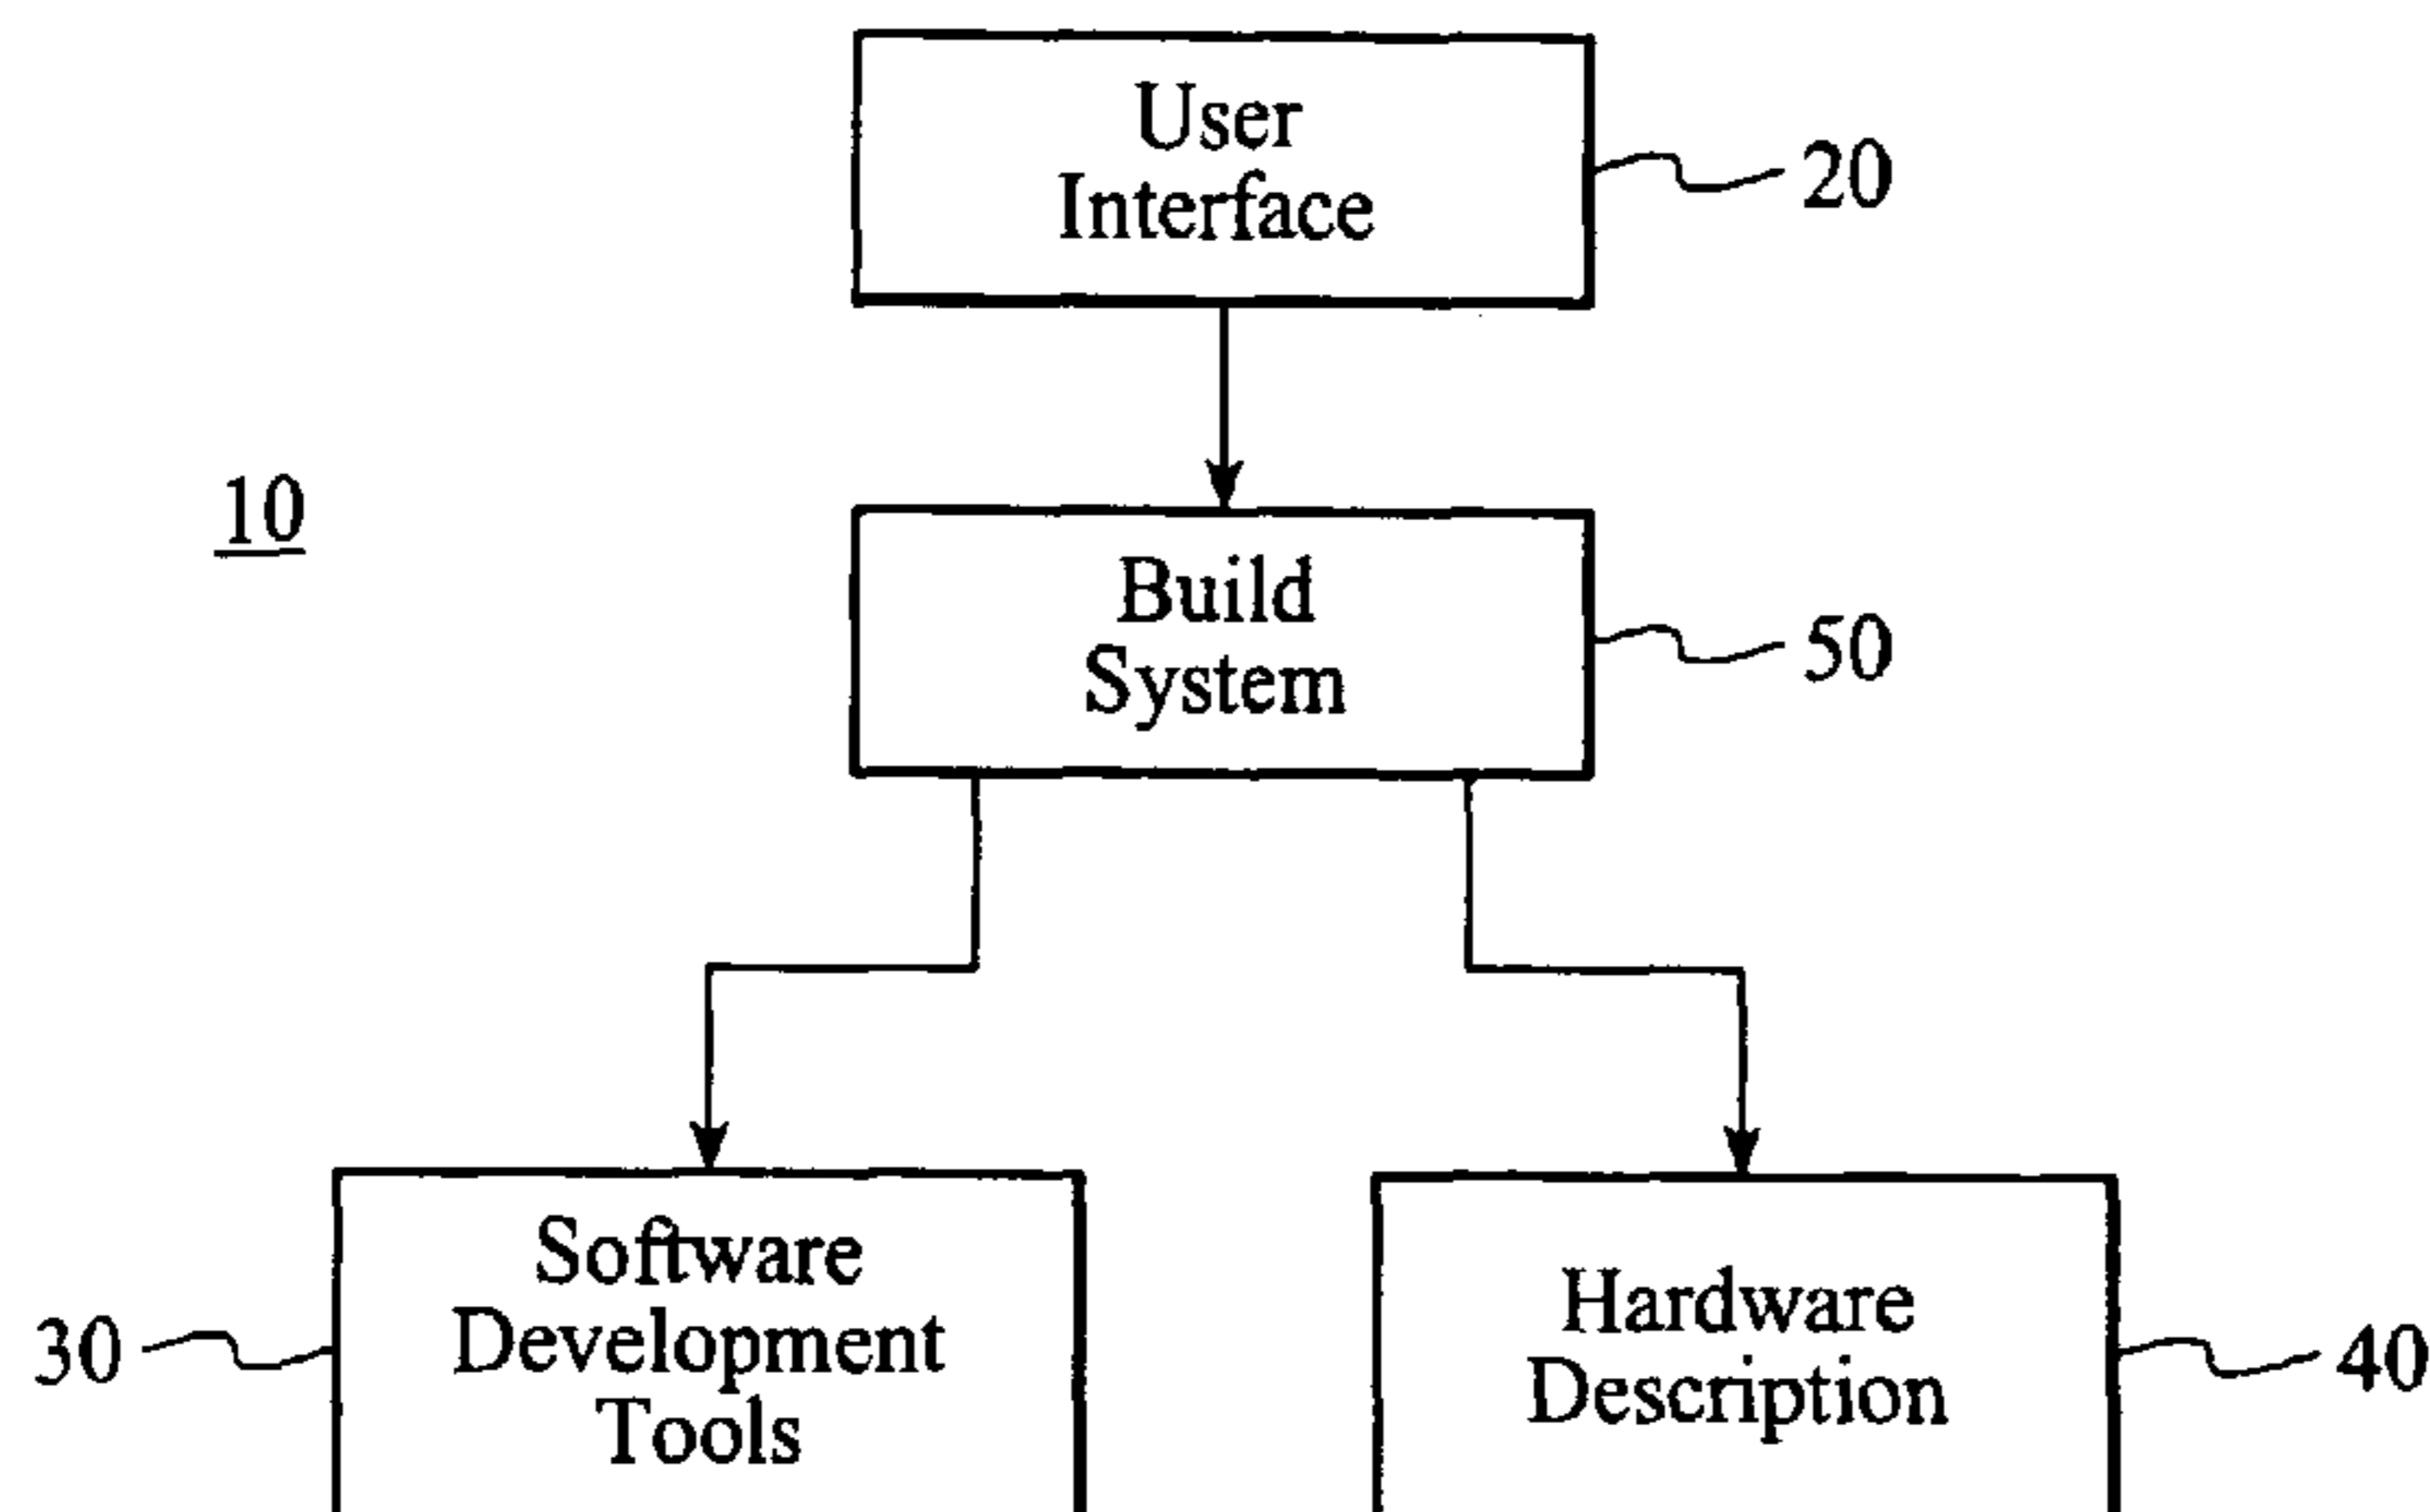 User
Interface
20
10
Build
System
50
Software
Development
Tools
30
Hardware
Description
40